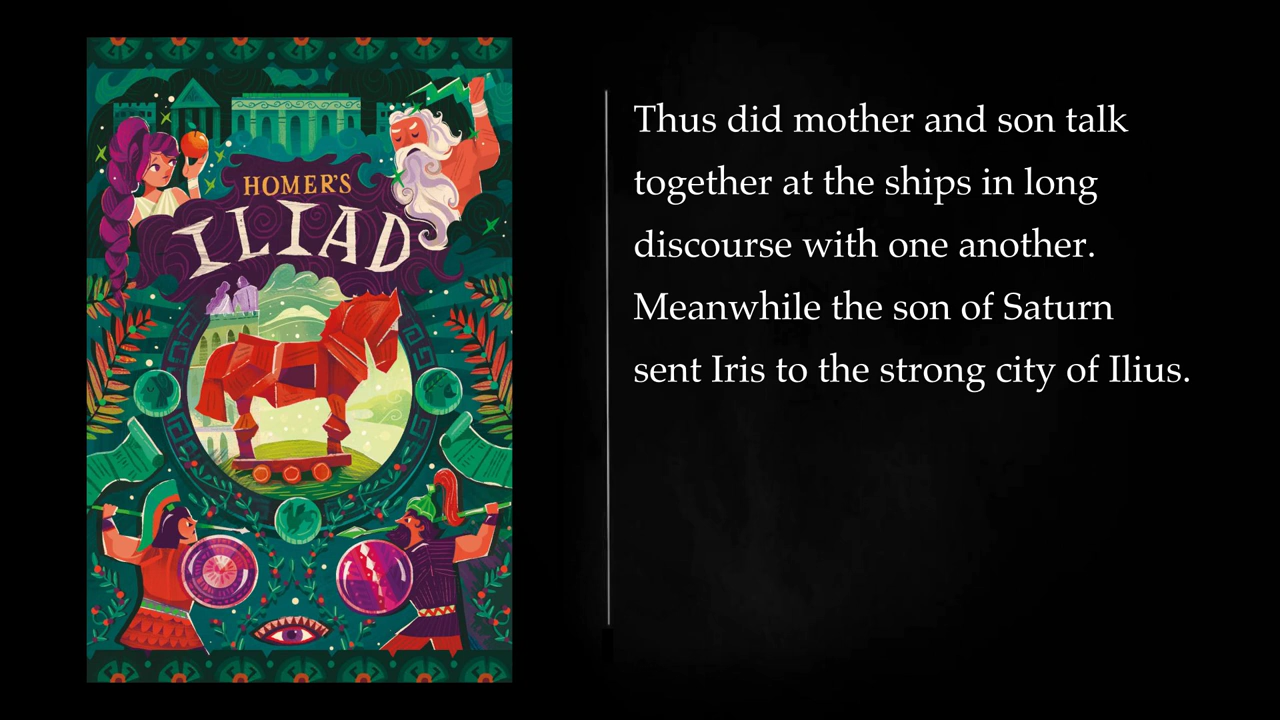 HOMER'S
ILIAD
Thus did mother and son talk
together at the ships in long
discourse with one another.
Meanwhile the son of Saturn
sent Iris to the strong city of Ilius.